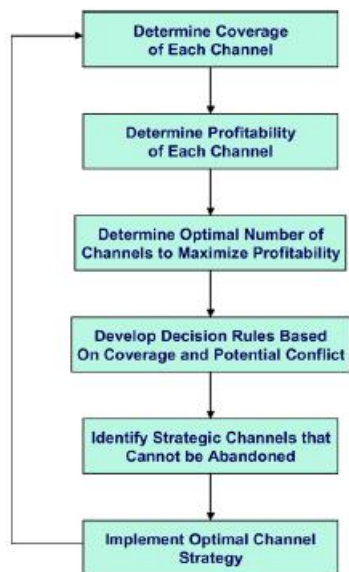 Determine Coverage
of Each Channel
Determine Profitability
of Each Channel
Determine Optimal Number of
Channels to Maximize Profitability
Develop Decision Rules Based
On Coverage and Potential Conflict
Identify Strategic Channels that
Cannot be Abandoned
Implement Optimal Channel
Strategy